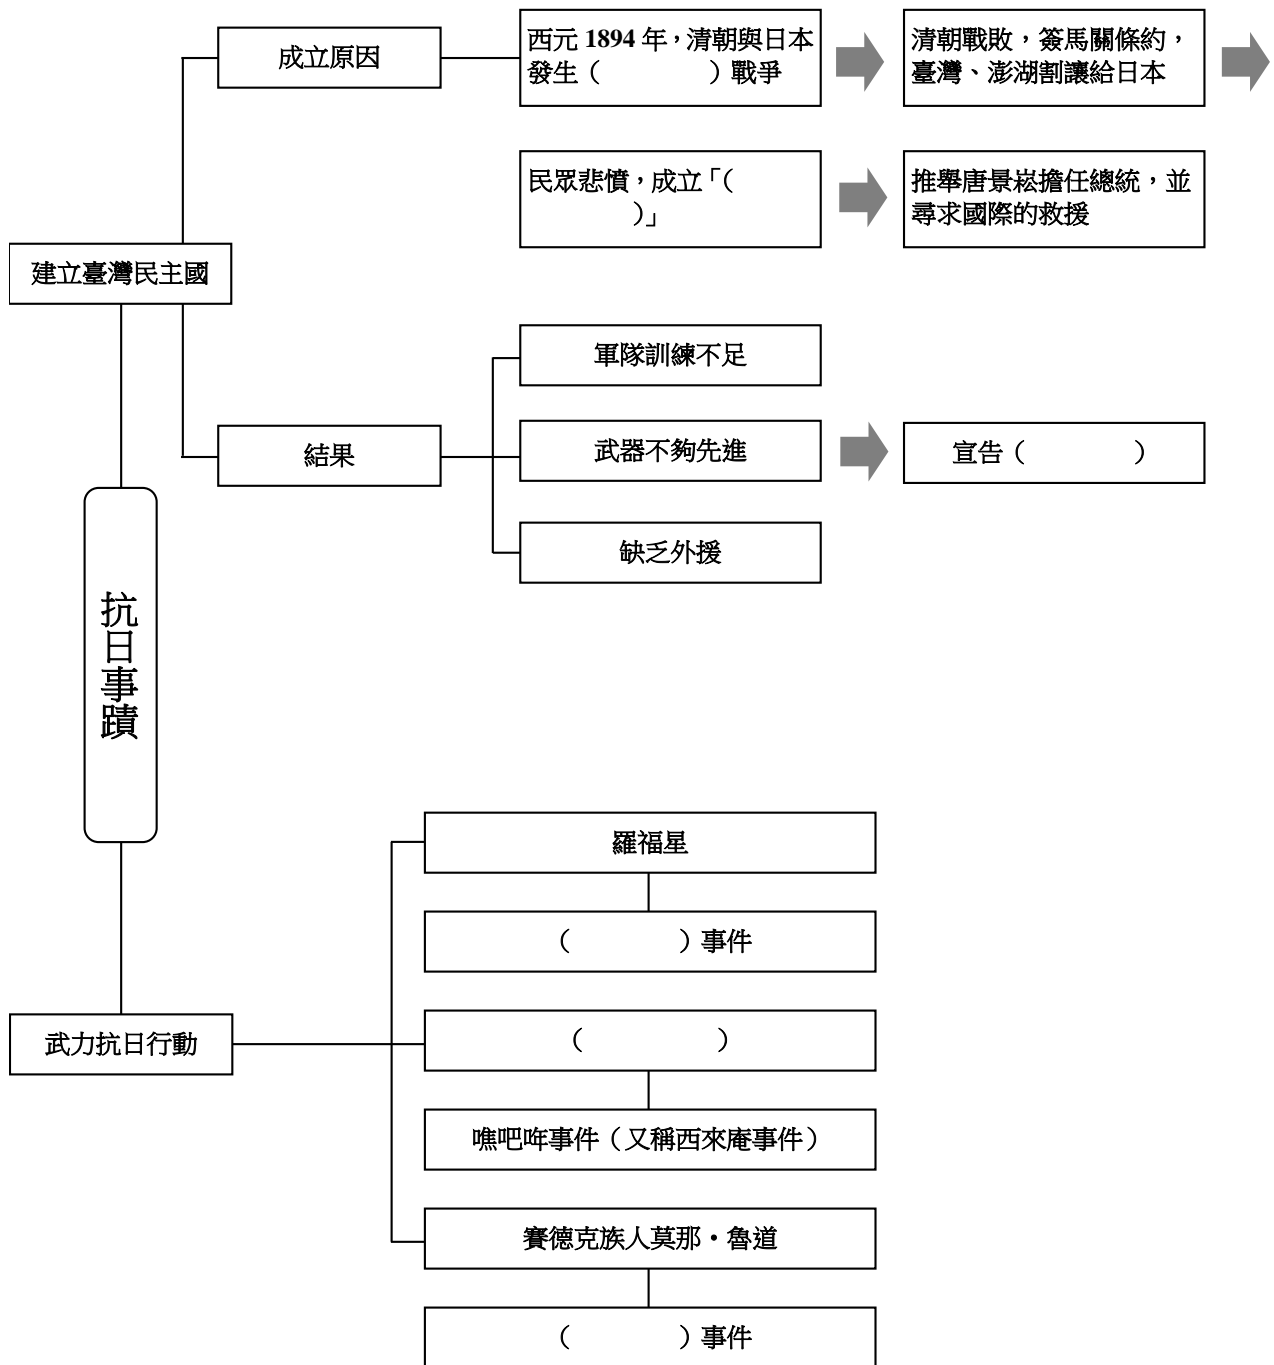 成立原因
西元 1894 年，清朝與日本
發生（　　　　）戰爭
清朝戰敗，簽馬關條約，
臺灣、澎湖割讓給日本
民眾悲憤，成立「（
　　　　）」
推舉唐景崧擔任總統，並
尋求國際的救援
建立臺灣民主國
軍隊訓練不足
結果
武器不夠先進
宣告（　　　　）
缺乏外援
抗日事蹟
羅福星
（　　　　）事件
武力抗日行動
（　　　　　）
噍吧哖事件（又稱西來庵事件）
賽德克族人莫那・魯道
（　　　　）事件